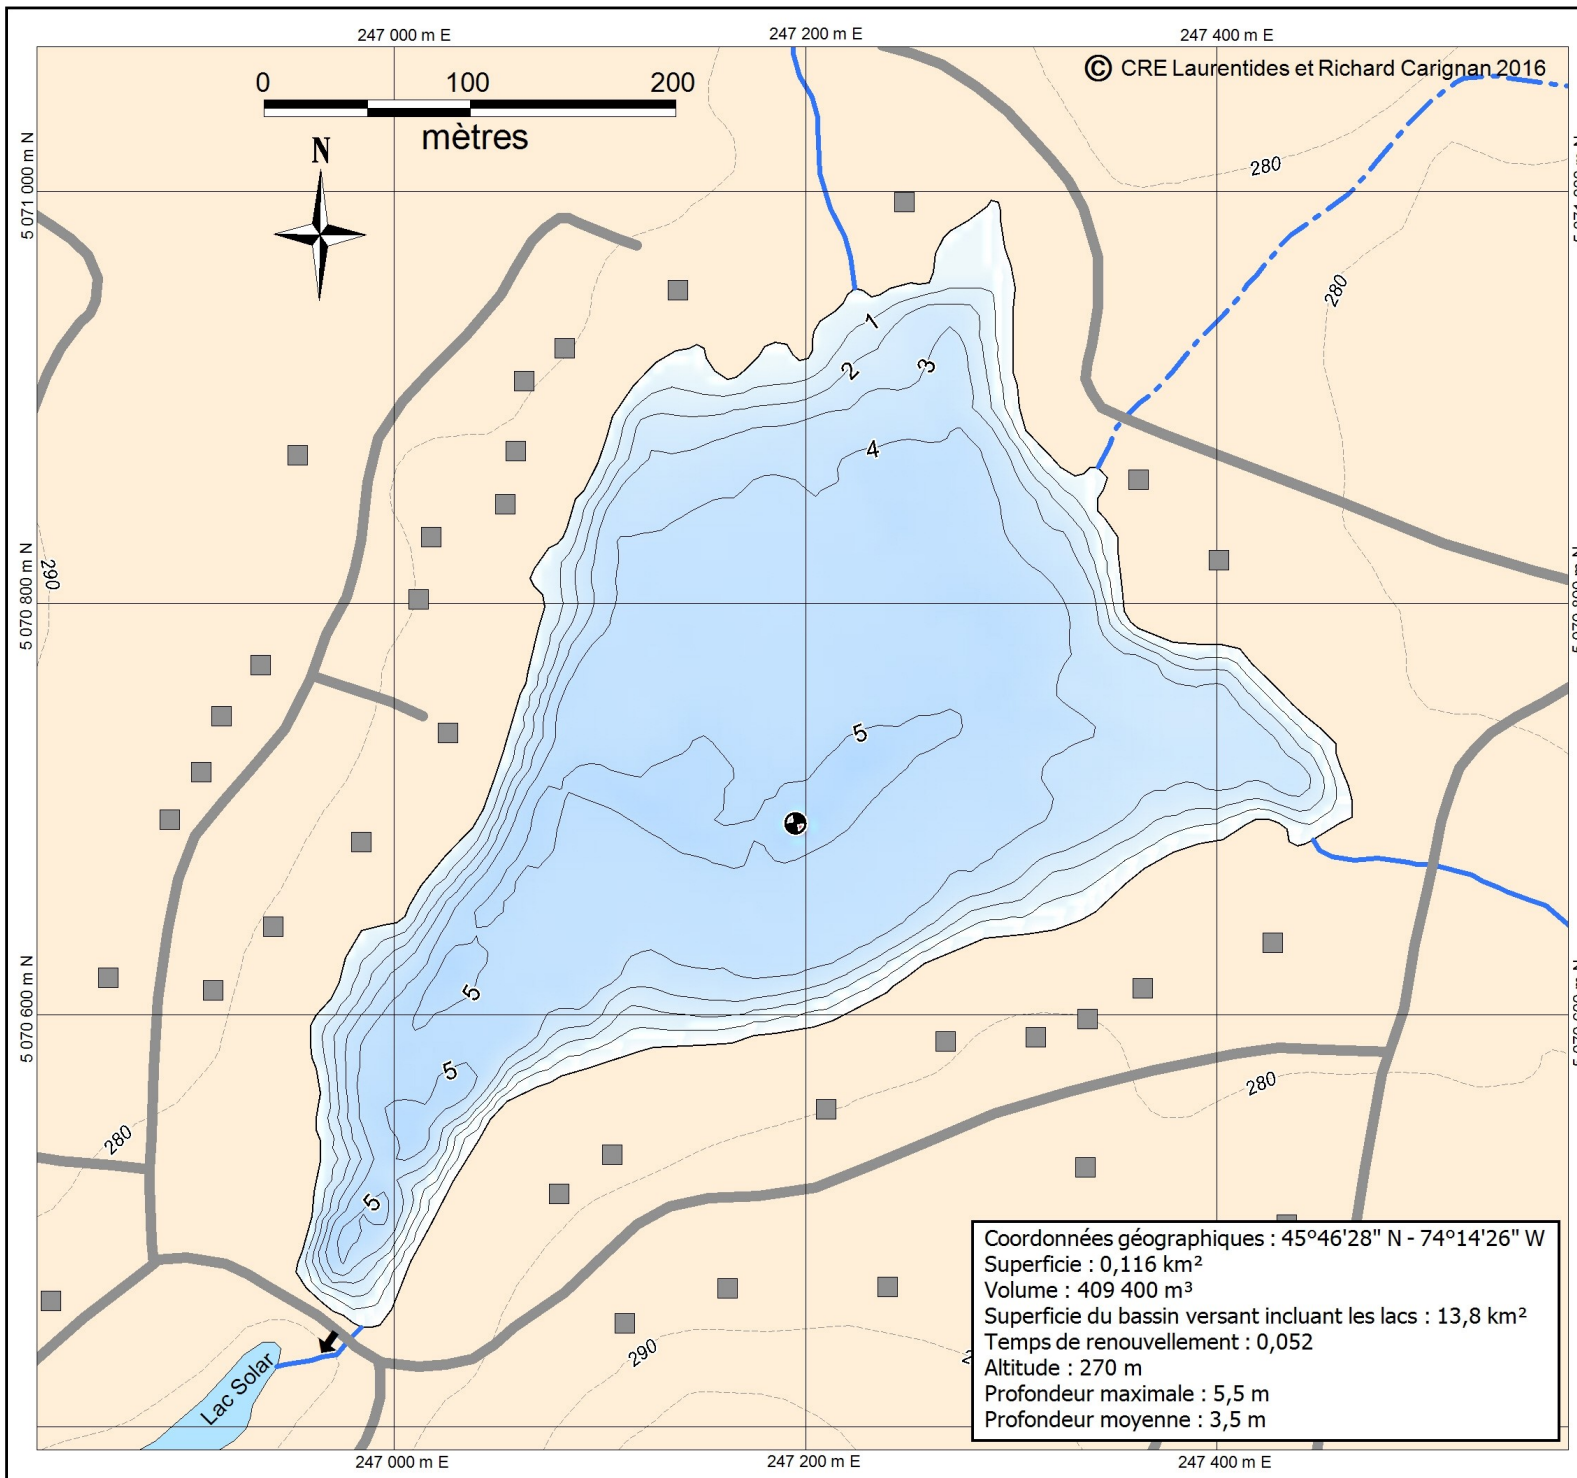 247 000 m E
247 200 m E
247 400 m E
© CRE Laurentides et Richard Carignan 2016
0 100 200
mètres
N
5 071 000 m N
280
280
1
2
3
4
290
5 070 800 m N
5
5
5 070 600 m N
5
280
280
5
290
Lac Solar
Coordonnées géographiques : 45°46'28" N - 74°14'26" W
Superficie : 0,116 km²
Volume : 409 400 m³
Superficie du bassin versant incluant les lacs : 13,8 km²
Temps de renouvellement : 0,052
Altitude : 270 m
Profondeur maximale : 5,5 m
Profondeur moyenne : 3,5 m
247 000 m E
247 200 m E
247 400 m E